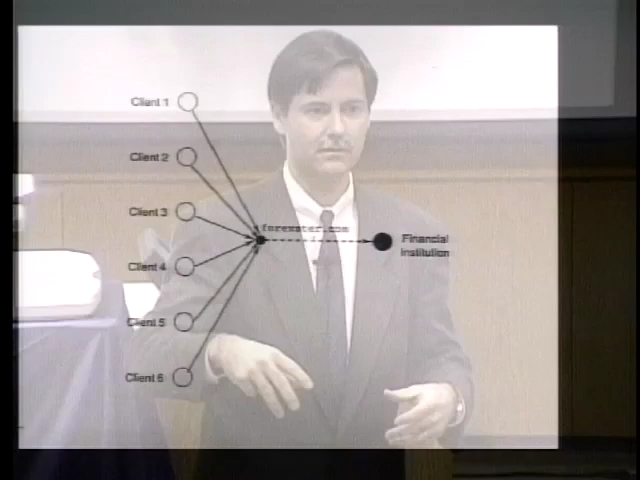 Client 1
Client 2
Client 3
forexster.com
Financial
institution
Client 4
Client 5
Client 6